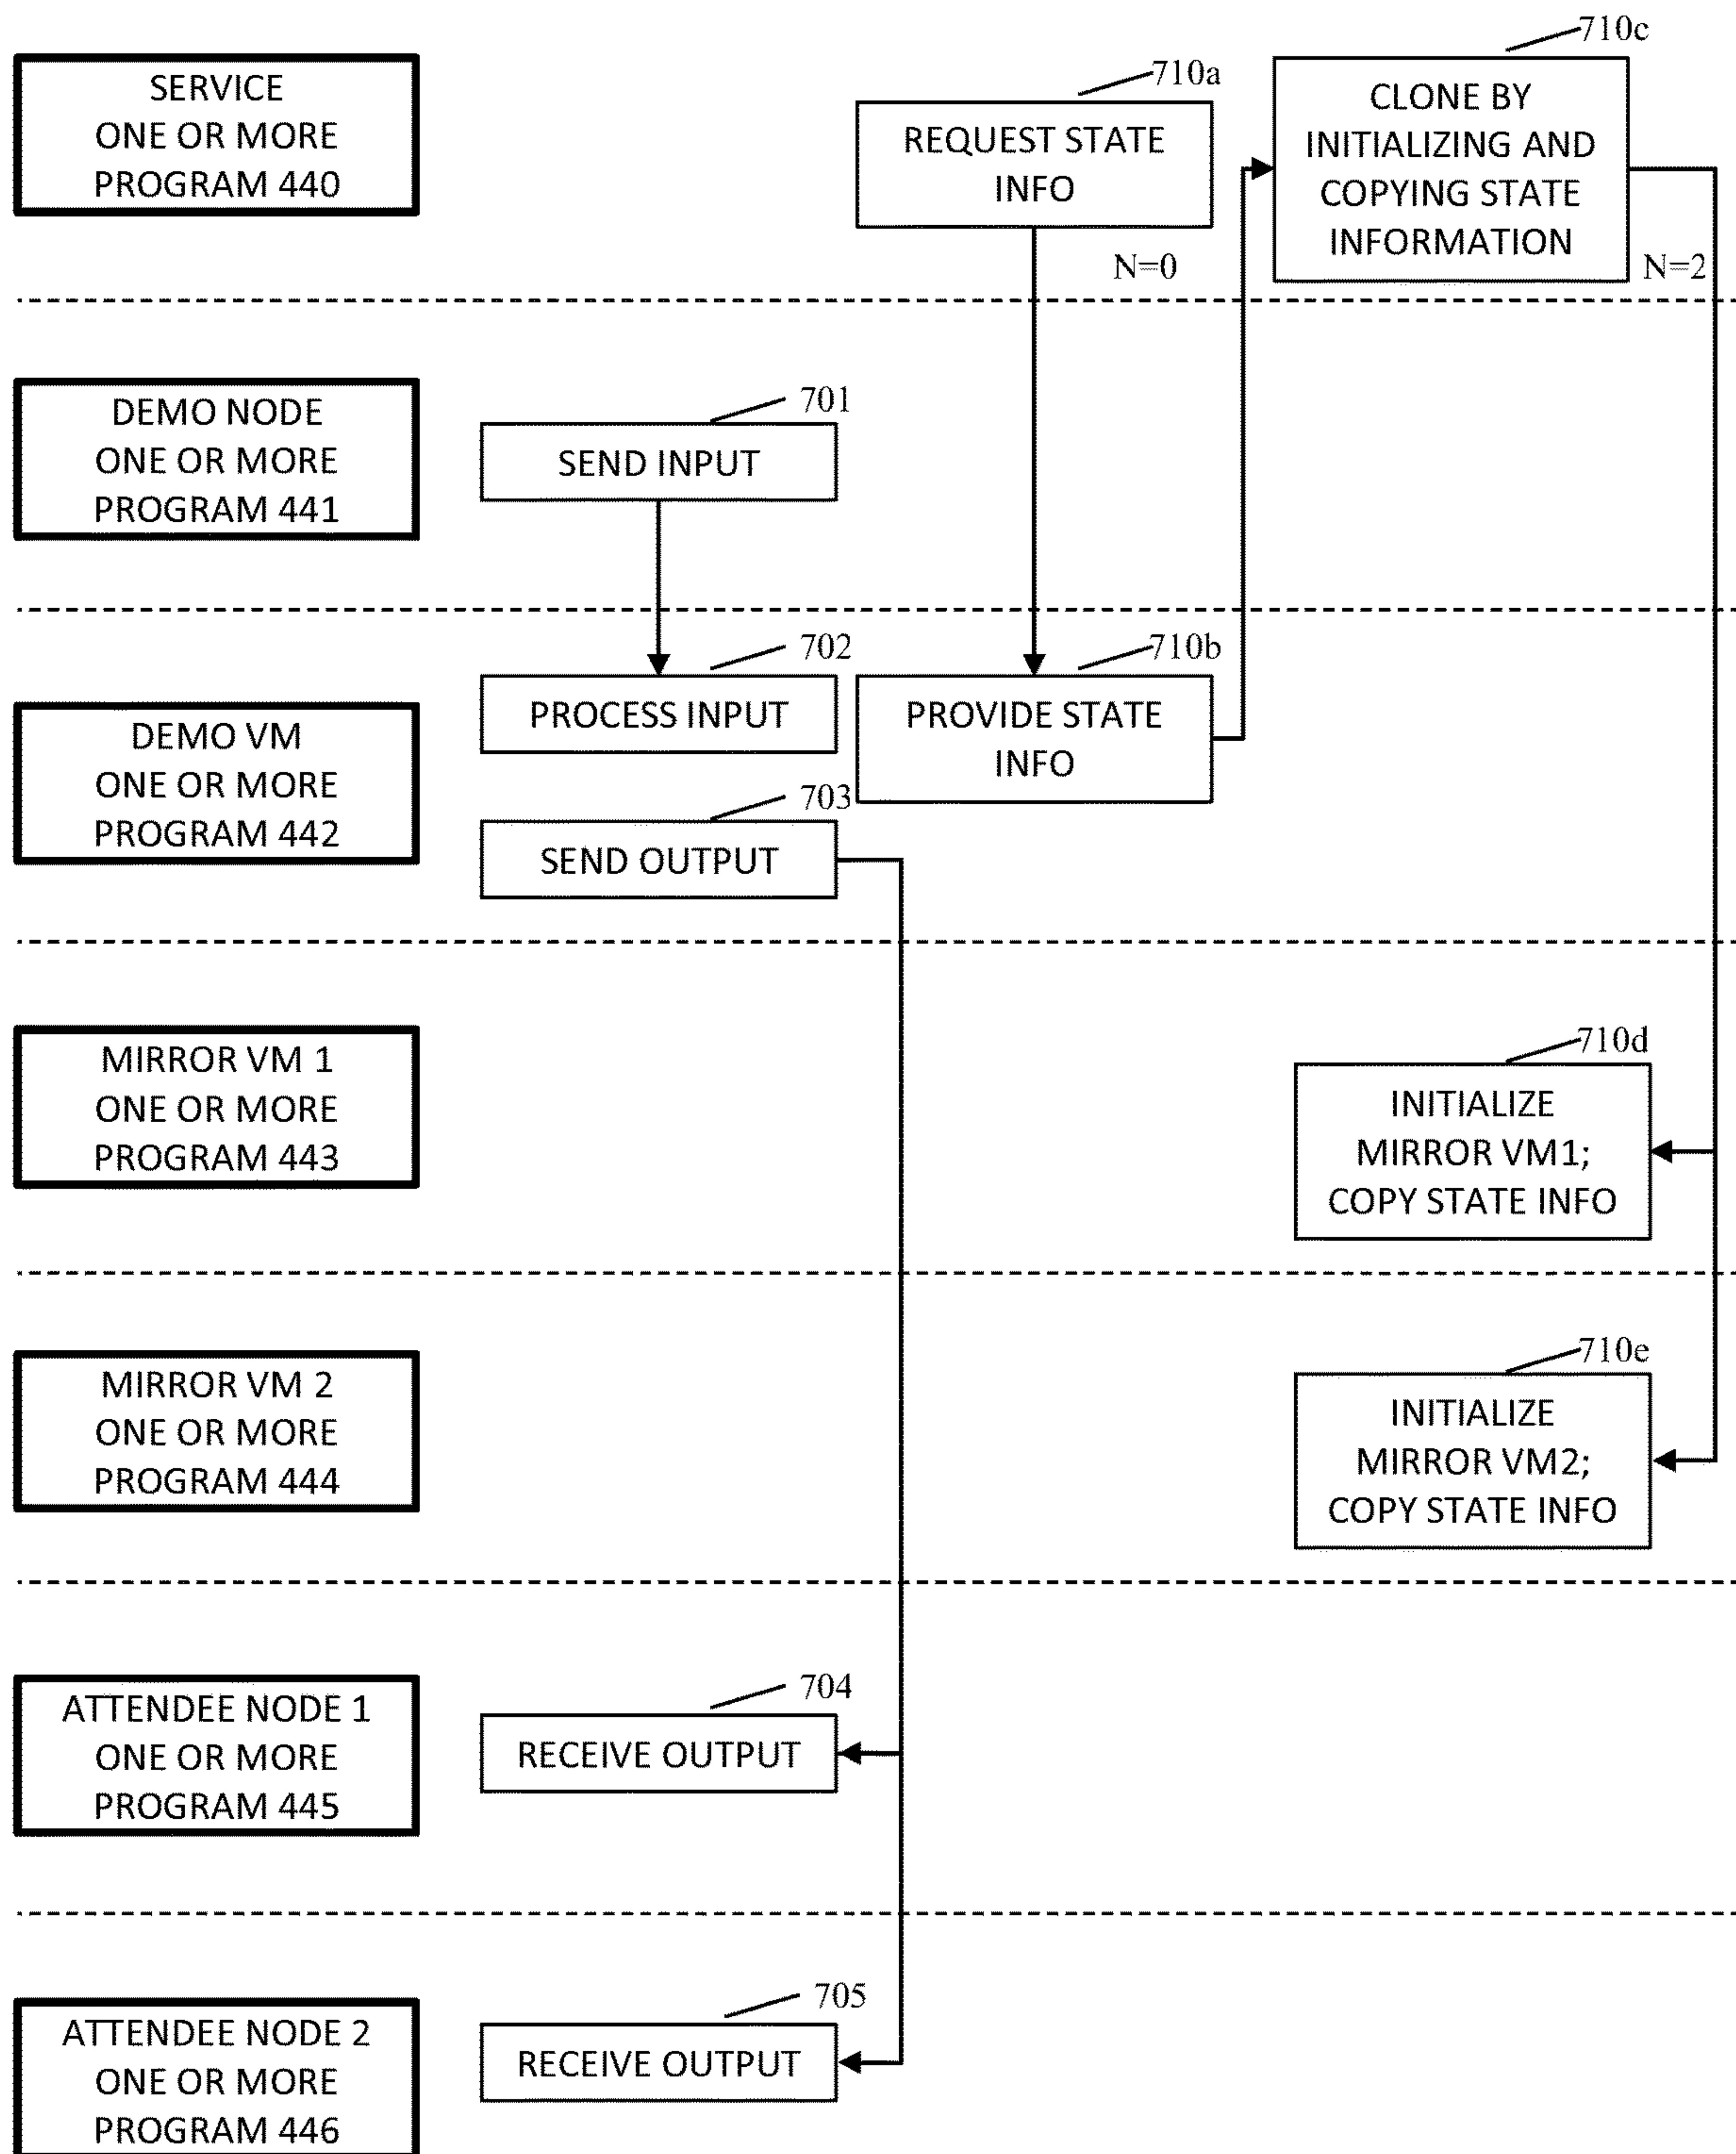 710c
710a
SERVICE
ONE OR MORE
PROGRAM 440
REQUEST STATE
INFO
CLONE BY
INITIALIZING AND
COPYING STATE
INFORMATION
N=0
N=2
701
DEMO NODE
ONE OR MORE
PROGRAM 441
SEND INPUT
702
710b
DEMO VM
ONE OR MORE
PROGRAM 442
PROCESS INPUT
PROVIDE STATE
INFO
703
SEND OUTPUT
710d
MIRROR VM 1
ONE OR MORE
PROGRAM 443
INITIALIZE
MIRROR VM1;
COPY STATE INFO
710e
MIRROR VM 2
ONE OR MORE
PROGRAM 444
INITIALIZE
MIRROR VM2;
COPY STATE INFO
704
ATTENDEE NODE 1
ONE OR MORE
PROGRAM 445
RECEIVE OUTPUT
705
ATTENDEE NODE 2
ONE OR MORE
PROGRAM 446
RECEIVE OUTPUT